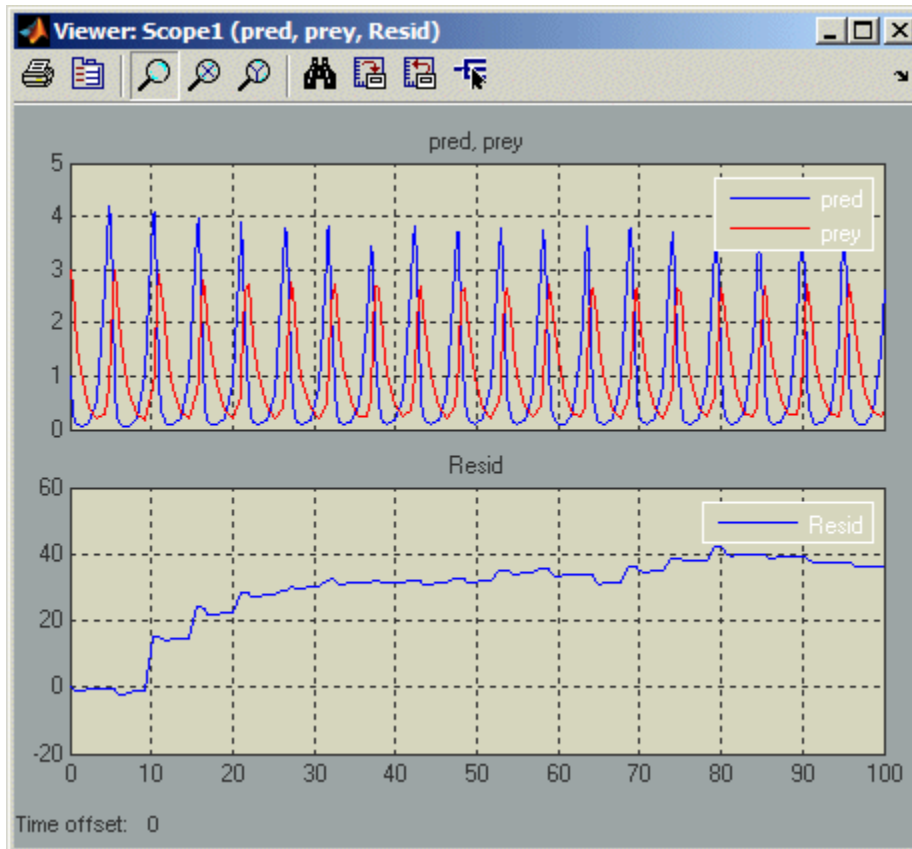 Viewer: Scope1 (pred, prey, Resid)
pred, prey
5
4
3
2
1
0
pred
prey
Resid
60
40
20
0
-20
Resid
0 10 20 30 40 50 60 70 80 90 100
Time offset: 0